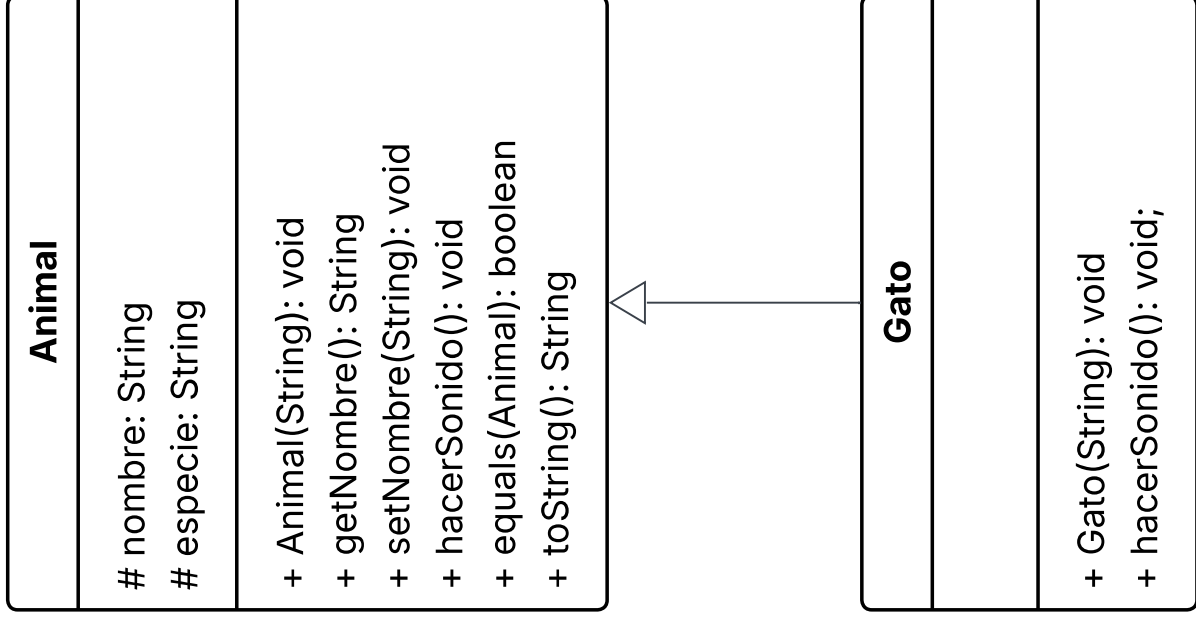 Animal
# nombre: String
# especie: String
+ Animal(String): void
+ getNombre(): String
+ setNombre(String): void
+ hacerSonido(): void
+ equals(Animal): boolean
+ toString(): String
Gato
+ Gato(String): void
+ hacerSonido(): void;